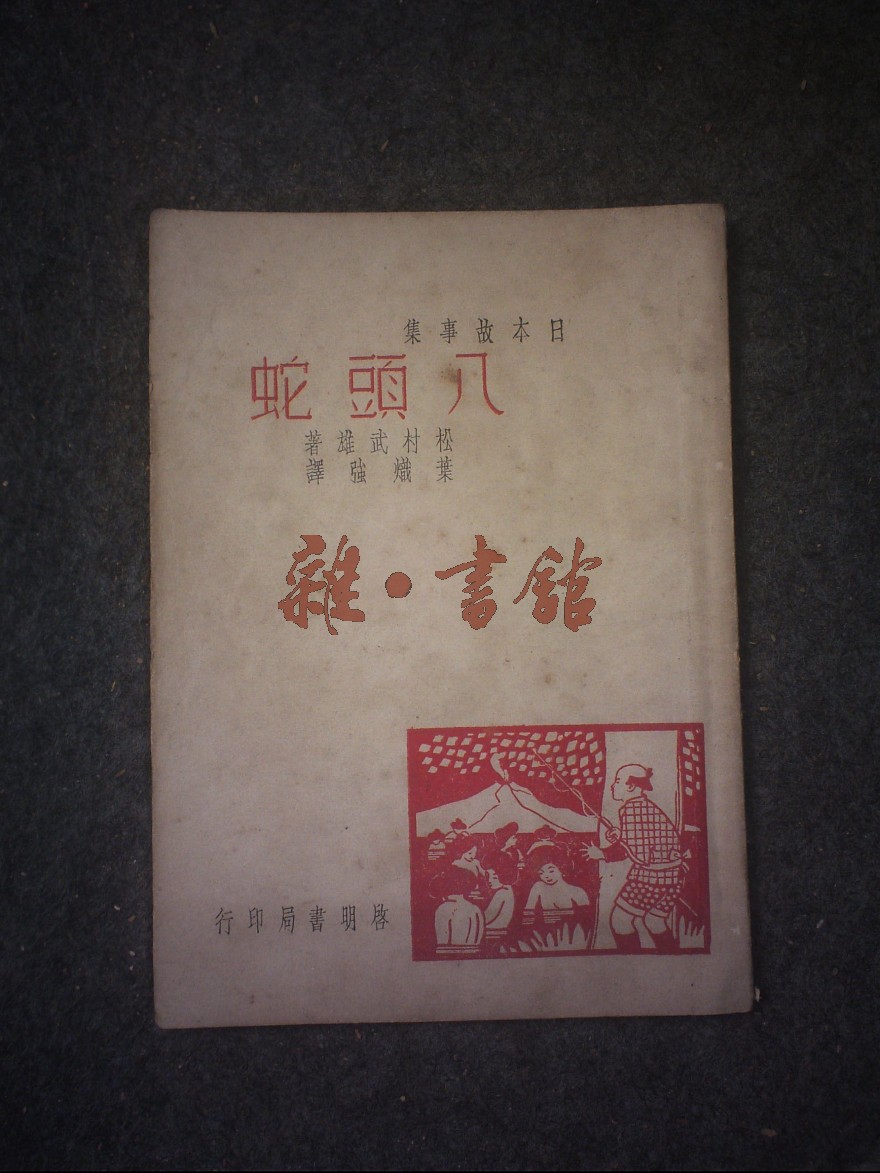 日本故事集
八頭蛇
松村武雄著
葉熾強譯
雜·書館
啓明書局印行